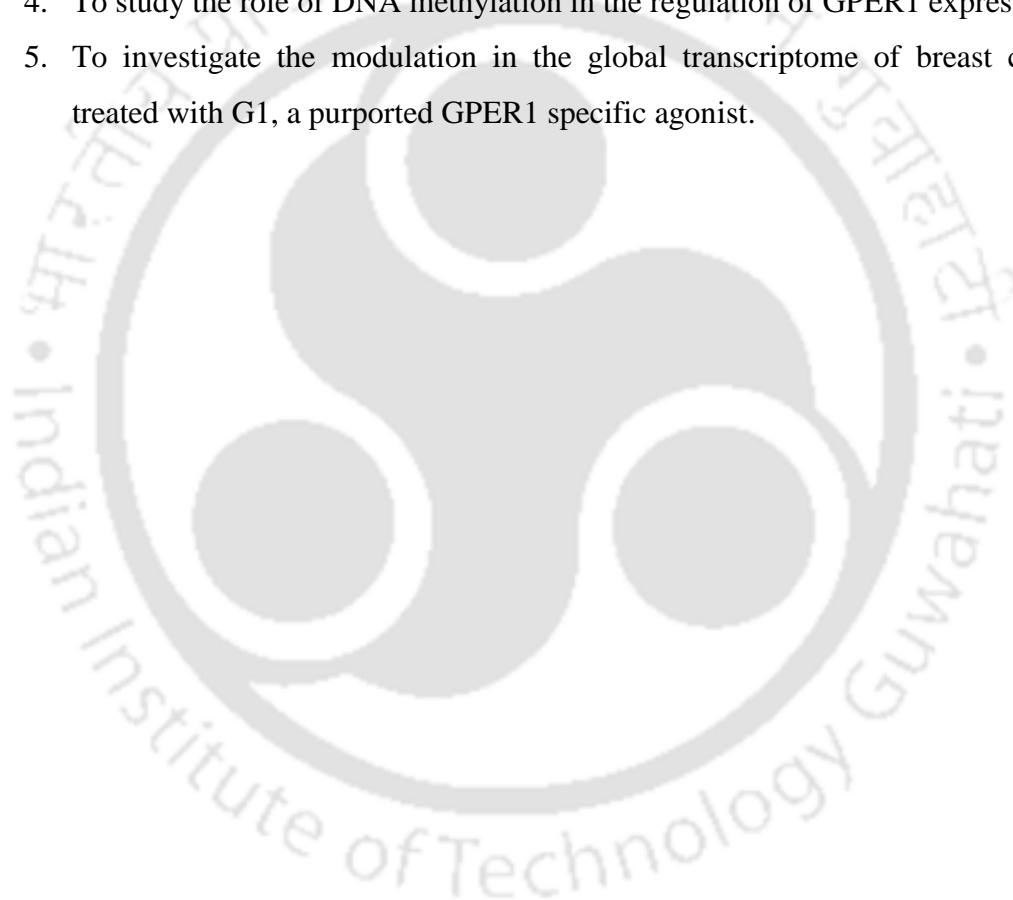 4. To study the role of DNA methylation in the regulation of GPER1
5. To investigate the modulation in the global transcriptome of breast
treated with G1, a purported GPER1 specific agonist.
Indian Institute of Technology Guwahati